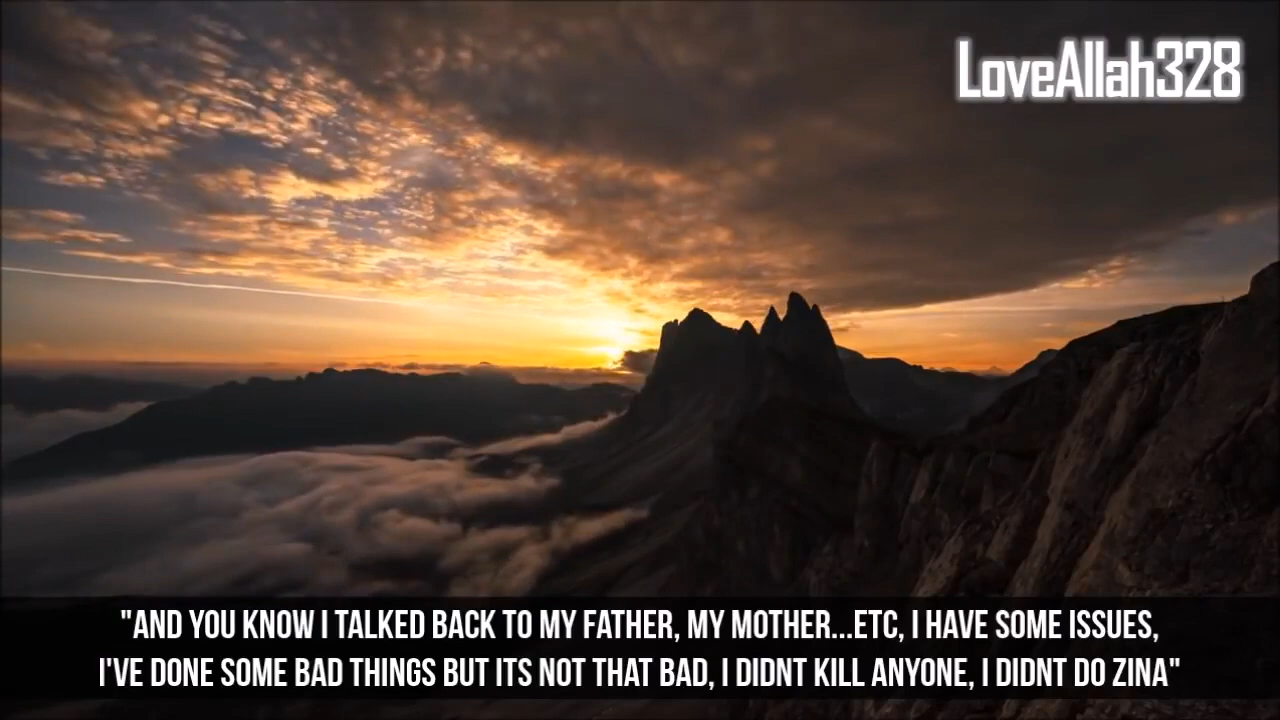 LoveAllah328
"AND YOU KNOW I TALKED BACK TO MY FATHER, MY MOTHER...ETC, I HAVE SOME ISSUES,
I'VE DONE SOME BAD THINGS BUT ITS NOT THAT BAD, I DIDNT KILL ANYONE, I DIDNT DO ZINA"